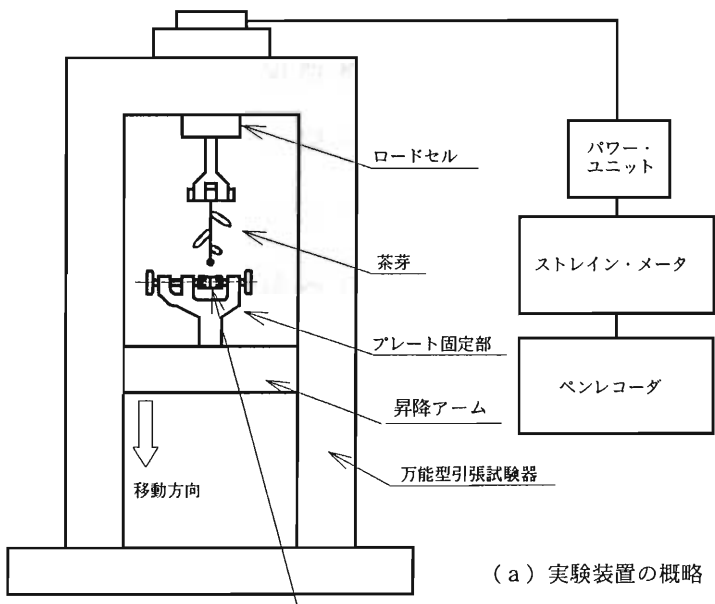 ロードセル
パワー・
ユニット
茶芽
ストレイン・メータ
プレート固定部
ペンレコーダ
昇降アーム
万能型引張試験器
移動方向
(a)実験装置の概略